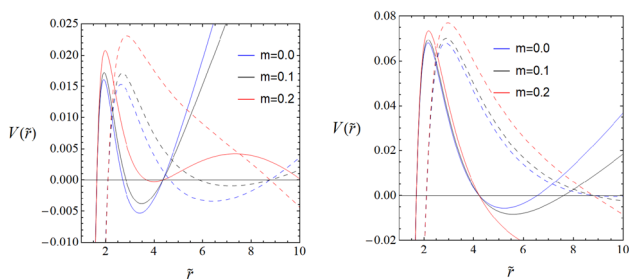 0.025
0.020
0.015
0.010
0.005
0.000
−0.005
−0.010
V(r̃)
2 4 6 8 10
r̃
m=0.0
m=0.1
m=0.2
0.08
0.06
0.04
0.02
0.00
−0.02
V(r̃)
2 4 6 8 10
r̃
m=0.0
m=0.1
m=0.2